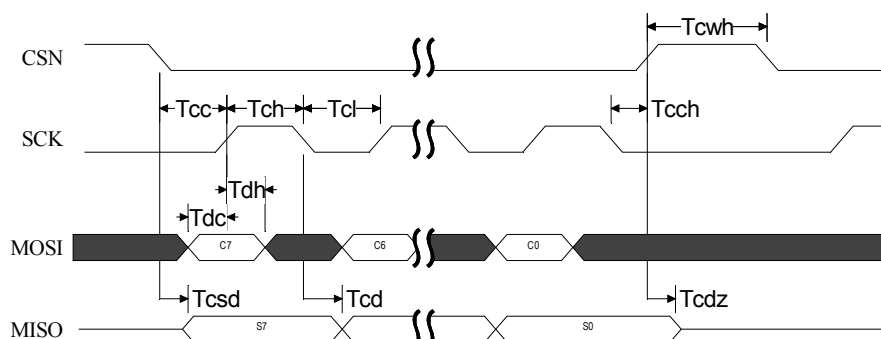 Tcwh
CSN
Tcc Tch Tcl Tcch
SCK
Tdh
Tdc
MOSI C7 C6 C0
Tcsd Tcd Tcdz
MISO S7 S0